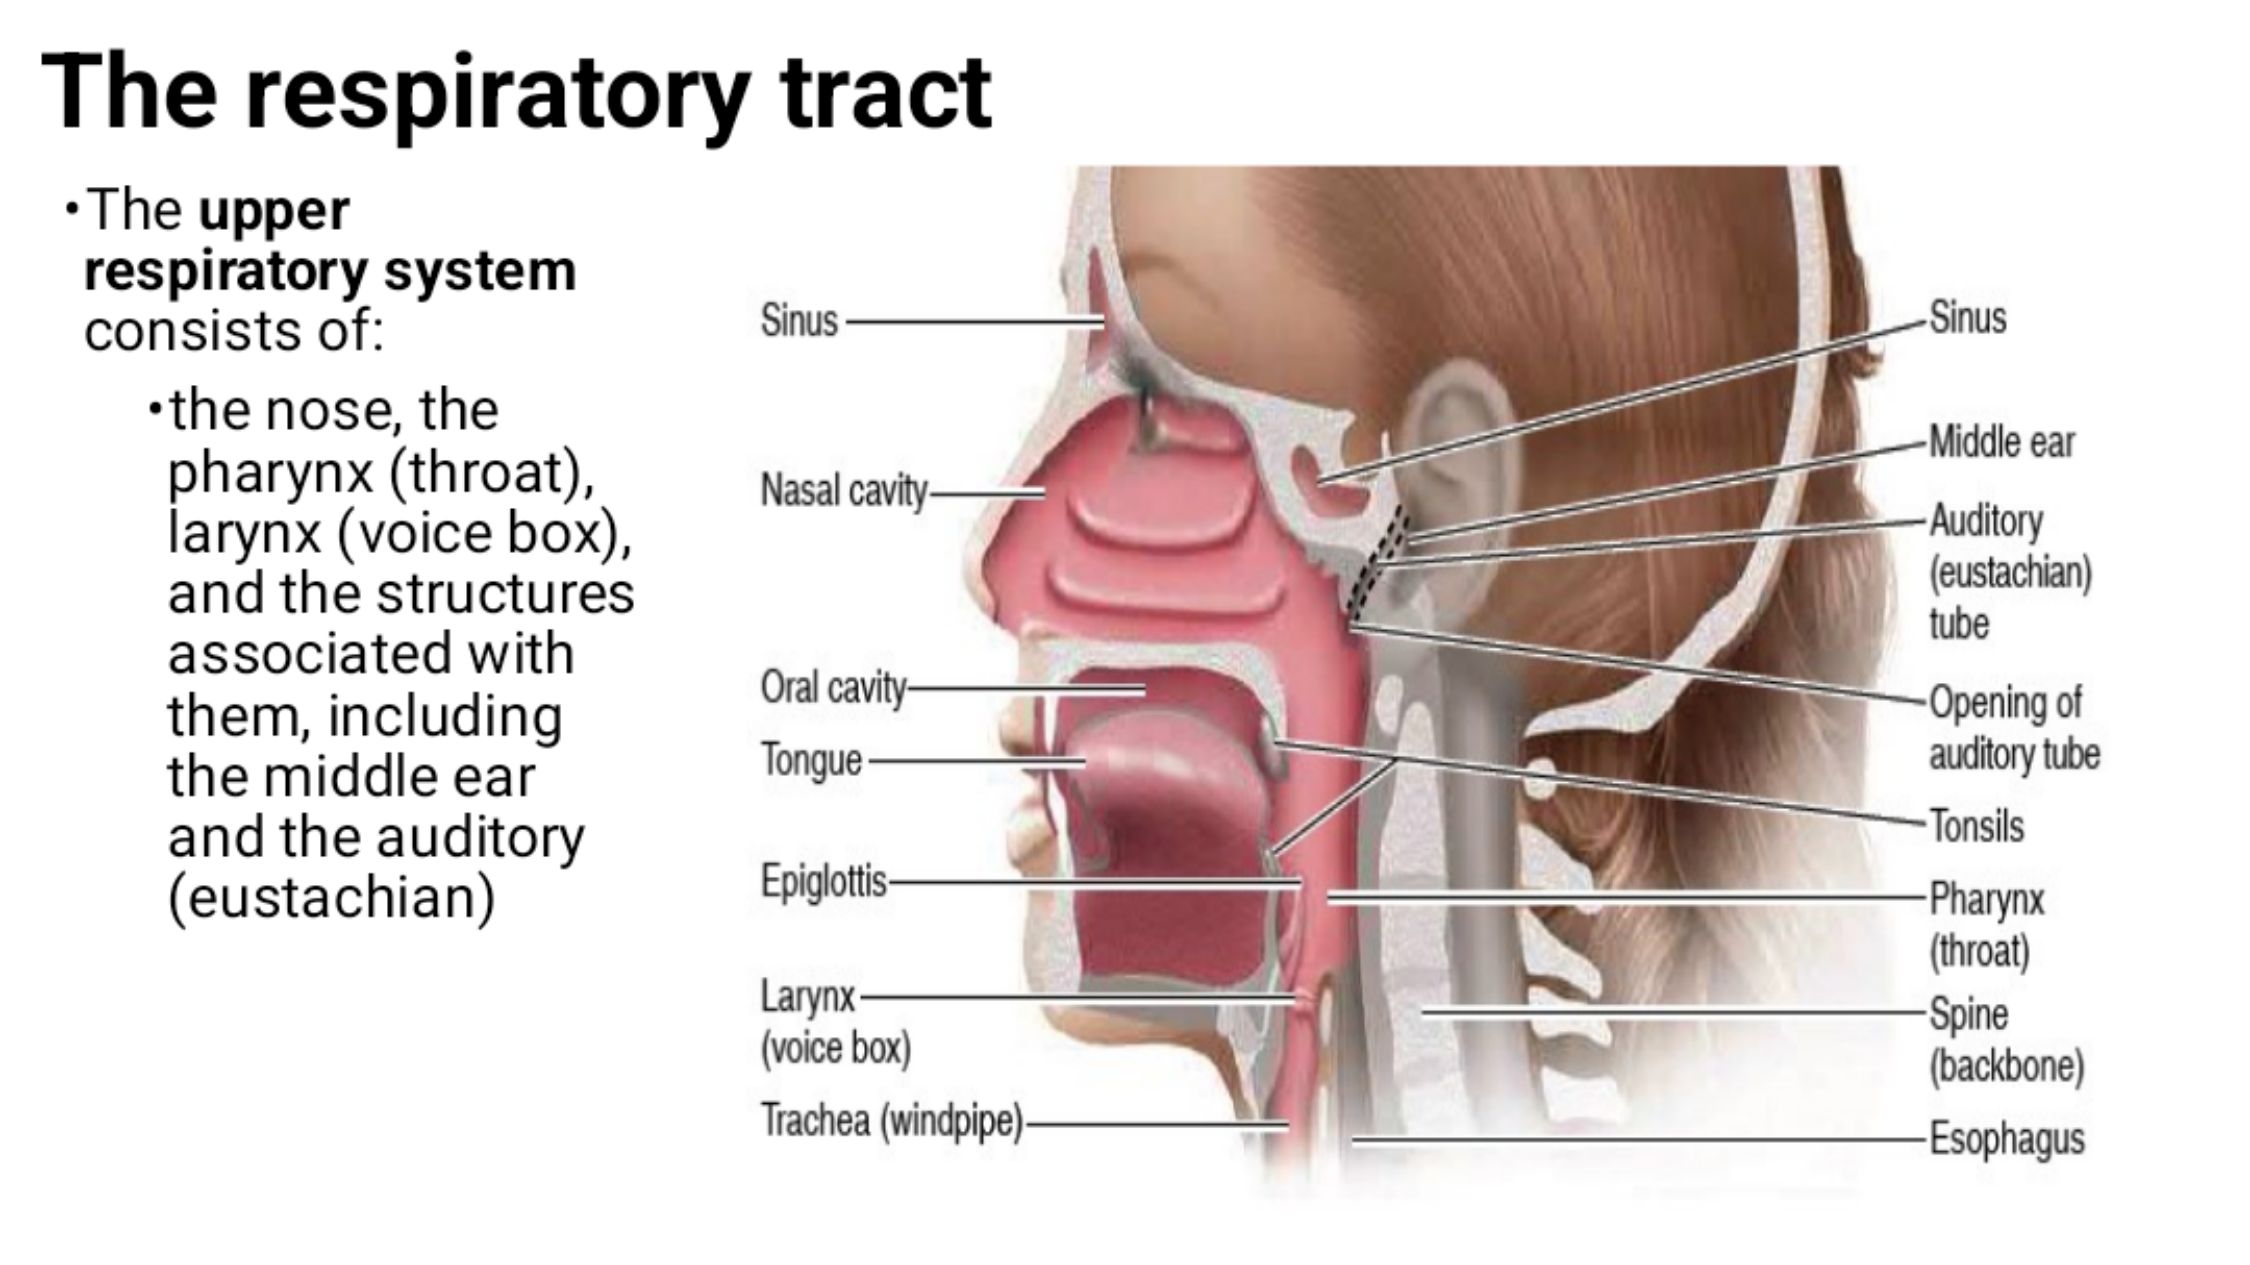 The respiratory tract
•The upper
respiratory system
consists of:
•the nose, the
pharynx (throat),
larynx (voice box),
and the structures
associated with
them, including
the middle ear
and the auditory
(eustachian)
Sinus
Nasal cavity
Oral cavity
Tongue
Epiglottis
Larynx
(voice box)
Trachea (windpipe)
Sinus
Middle ear
Auditory
(eustachian)
tube
Opening of
auditory tube
Tonsils
Pharynx
(throat)
Spine
(backbone)
Esophagus